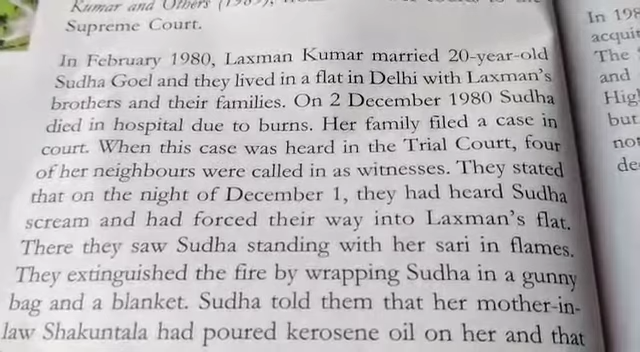 Kumar and Others
Supreme Court.
In February 1980, Laxman Kumar married 20-year-old
Sudha Goel and they lived in a flat in Delhi with Laxman's
brothers and their families. On 2 December 1980 Sudha
died in hospital due to burns. Her family filed a case in
court. When this case was heard in the Trial Court, four
of her neighbours were called in as witnesses. They stated
that on the night of December 1, they had heard Sudha
scream and had forced their way into Laxman's flat.
There they saw Sudha standing with her sari in flames.
They extinguished the fire by wrapping Sudha in a gunny
bag and a blanket. Sudha told them that her mother-in-
law Shakuntala had poured kerosene oil on her and that
In 198
acquit
The
and
High
but
not
de